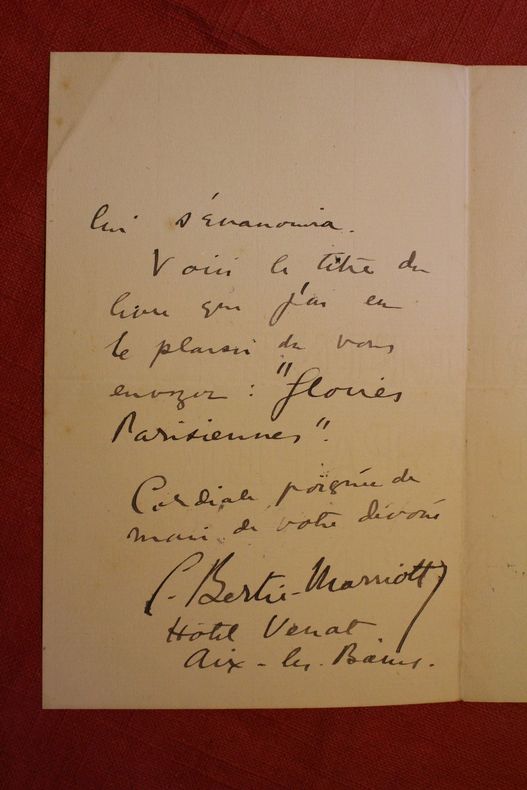 lui s'évanouira.
Voici le titre du
livre que j'ai eu
le plaisir de vous
envoyer : "Gloires
Parisiennes".
Cordiale poignée de
main de votre dévoué
C. Bertie-Marriott
Hôtel Venat
Aix-les-Bains.